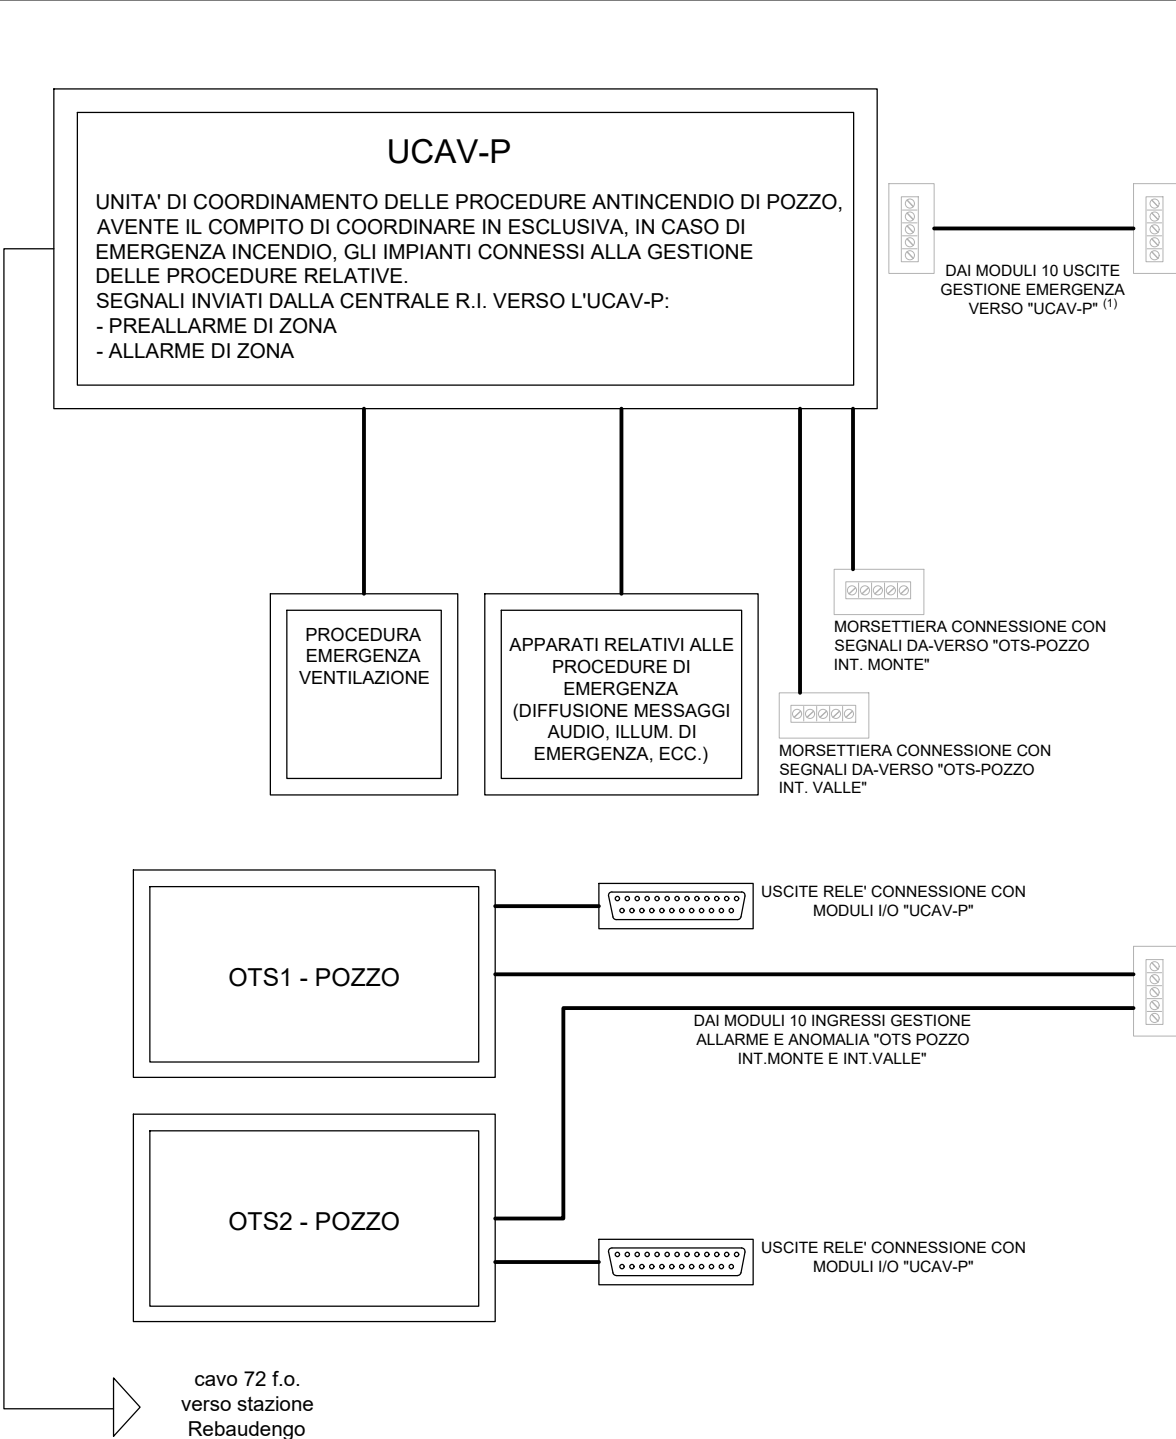 UCAV-P
UNITA' DI COORDINAMENTO DELLE PROCEDURE ANTINCENDIO DI POZZO,
AVENTE IL COMPITO DI COORDINARE IN ESCLUSIVA, IN CASO DI
EMERGENZA INCENDIO, GLI IMPIANTI CONNESSI ALLA GESTIONE
DELLE PROCEDURE RELATIVE.
SEGNALI INVIATI DALLA CENTRALE R.I. VERSO L'UCAV-P:
- PREALLARME DI ZONA
- ALLARME DI ZONA
DAI MODULI 10 USCITE
GESTIONE EMERGENZA
VERSO "UCAV-P" (1)
PROCEDURA
EMERGENZA
VENTILAZIONE
APPARATI RELATIVI ALLE
PROCEDURE DI
EMERGENZA
(DIFFUSIONE MESSAGGI
AUDIO, ILLUM. DI
EMERGENZA, ECC.)
MORSETTIERA CONNESSIONE CON
SEGNALI DA-VERSO "OTS-POZZO
INT. MONTE"
MORSETTIERA CONNESSIONE CON
SEGNALI DA-VERSO "OTS-POZZO
INT. VALLE"
OTS1 - POZZO
USCITE RELE' CONNESSIONE CON
MODULI I/O "UCAV-P"
DAI MODULI 10 INGRESSI GESTIONE
ALLARME E ANOMALIA "OTS POZZO
INT.MONTE E INT.VALLE"
OTS2 - POZZO
USCITE RELE' CONNESSIONE CON
MODULI I/O "UCAV-P"
cavo 72 f.o.
verso stazione
Rebaudengo